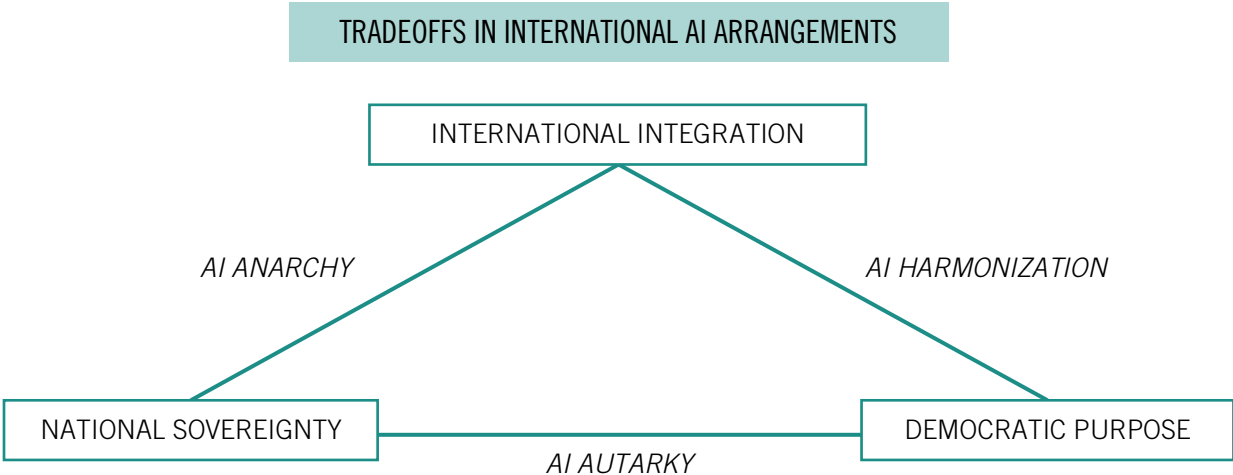 TRADEOFFS IN INTERNATIONAL AI ARRANGEMENTS
INTERNATIONAL INTEGRATION
AI ANARCHY
AI HARMONIZATION
NATIONAL SOVEREIGNTY
DEMOCRATIC PURPOSE
AI AUTARKY